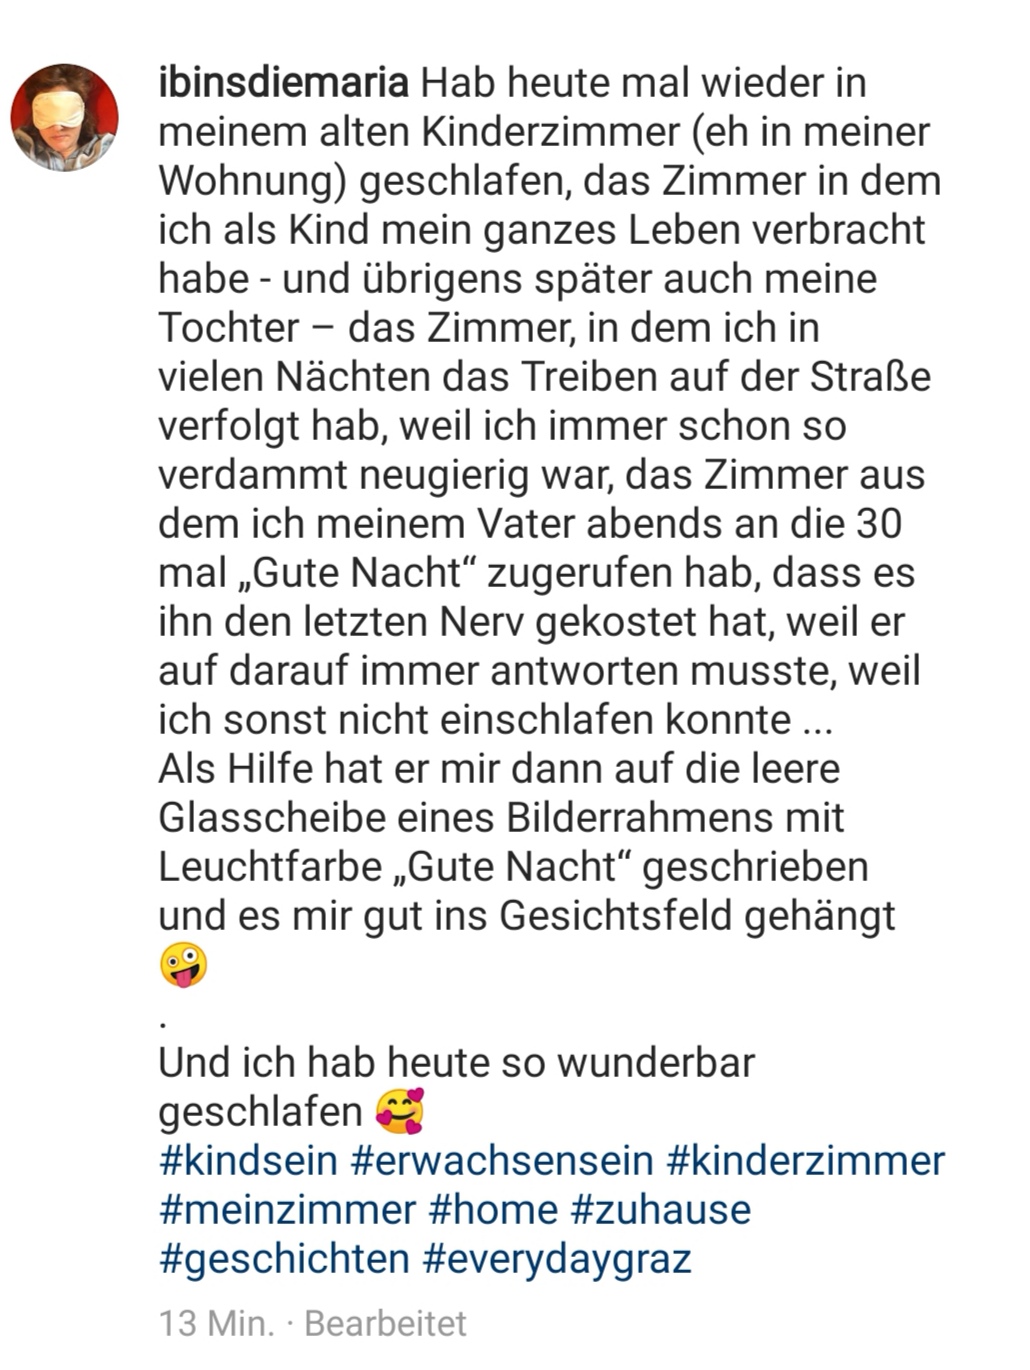 ibinsdiemaria Hab heute mal wieder in
meinem alten Kinderzimmer (eh in meiner
Wohnung) geschlafen, das Zimmer in dem
ich als Kind mein ganzes Leben verbracht
habe - und übrigens später auch meine
Tochter – das Zimmer, in dem ich in
vielen Nächten das Treiben auf der Straße
verfolgt hab, weil ich immer schon so
verdammt neugierig war, das Zimmer aus
dem ich meinem Vater abends an die 30
mal „Gute Nacht“ zugerufen hab, dass es
ihn den letzten Nerv gekostet hat, weil er
auf darauf immer antworten musste, weil
ich sonst nicht einschlafen konnte ...
Als Hilfe hat er mir dann auf die leere
Glasscheibe eines Bilderrahmens mit
Leuchtfarbe „Gute Nacht“ geschrieben
und es mir gut ins Gesichtsfeld gehängt
🤪
.
Und ich hab heute so wunderbar
geschlafen 🥰
#kindsein #erwachsensein #kinderzimmer
#meinzimmer #home #zuhause
#geschichten #everydaygraz
13 Min. · Bearbeitet